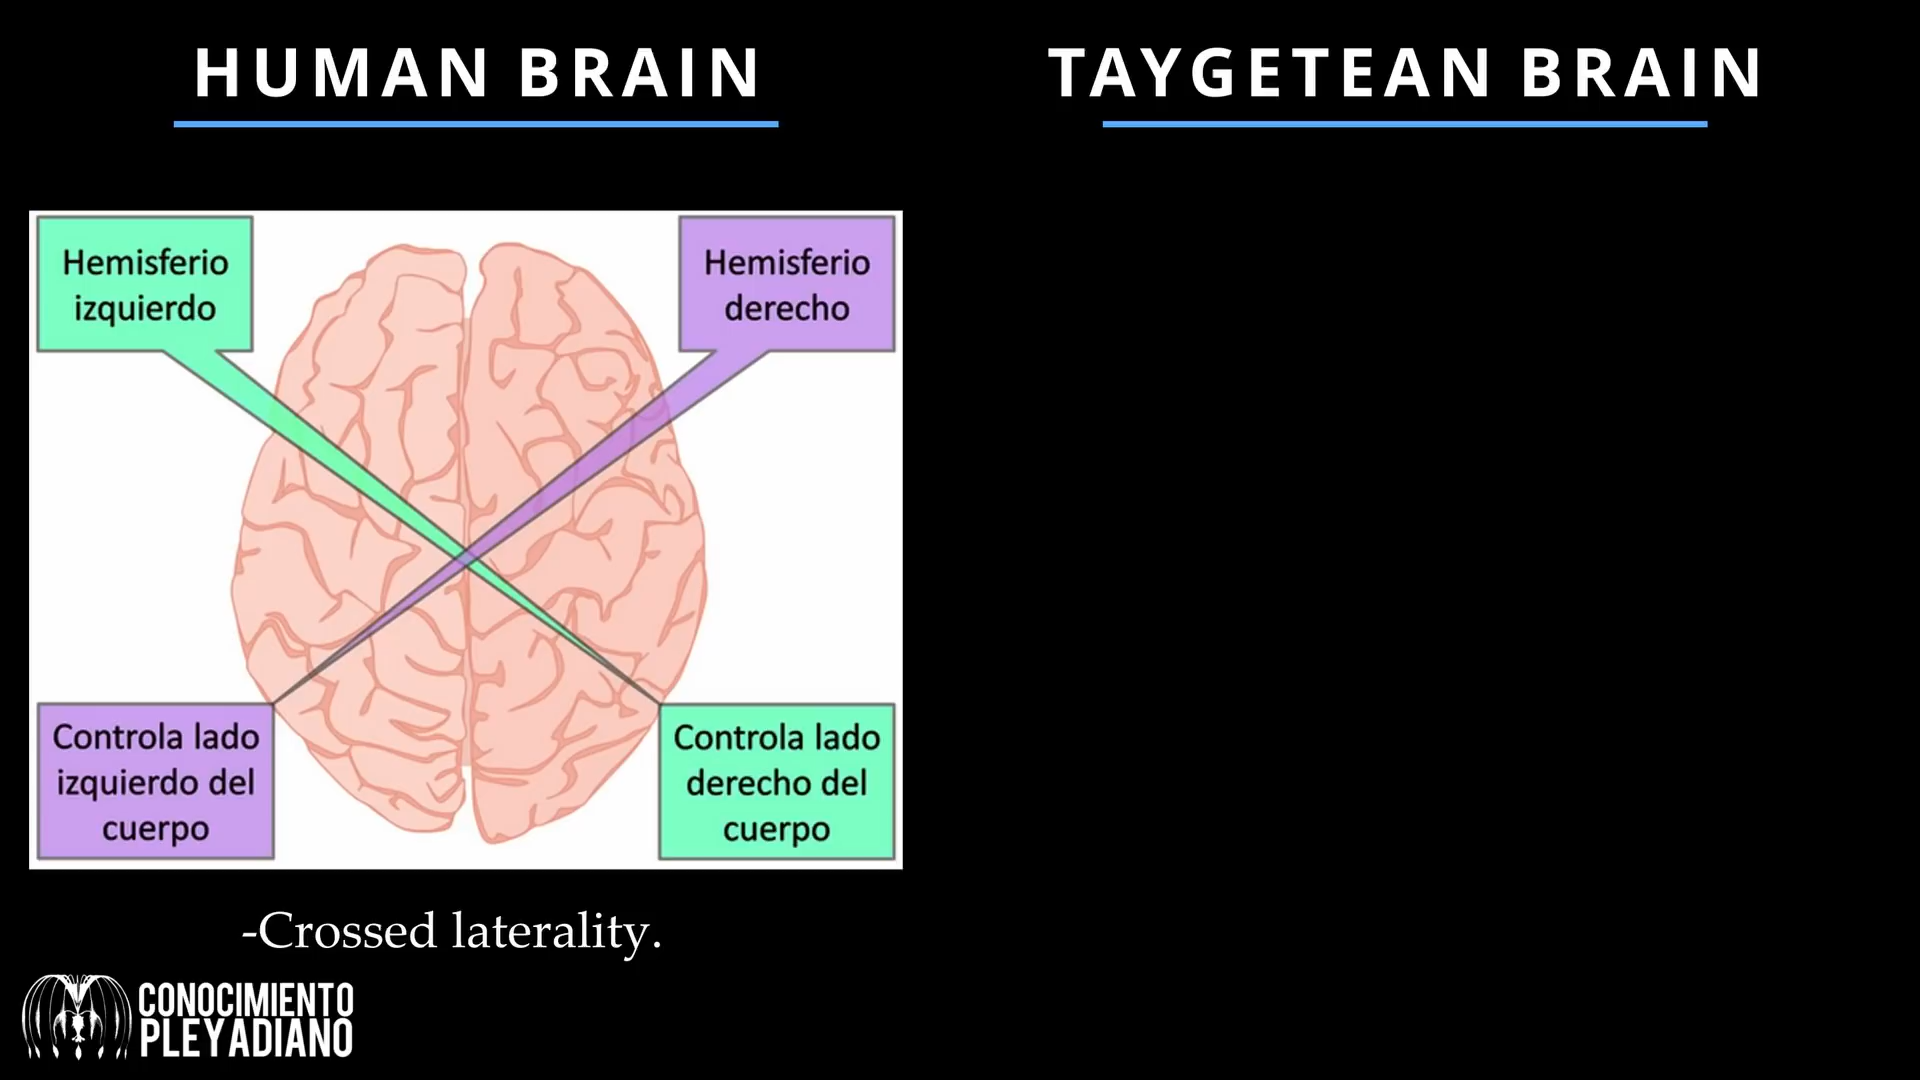 HUMAN BRAIN
TAYGETEAN BRAIN
Hemisferio
izquierdo
Hemisferio
derecho
Controla lado
izquierdo del
cuerpo
Controla lado
derecho del
cuerpo
-Crossed laterality.
CONOCIMIENTO
PLEYADIANO